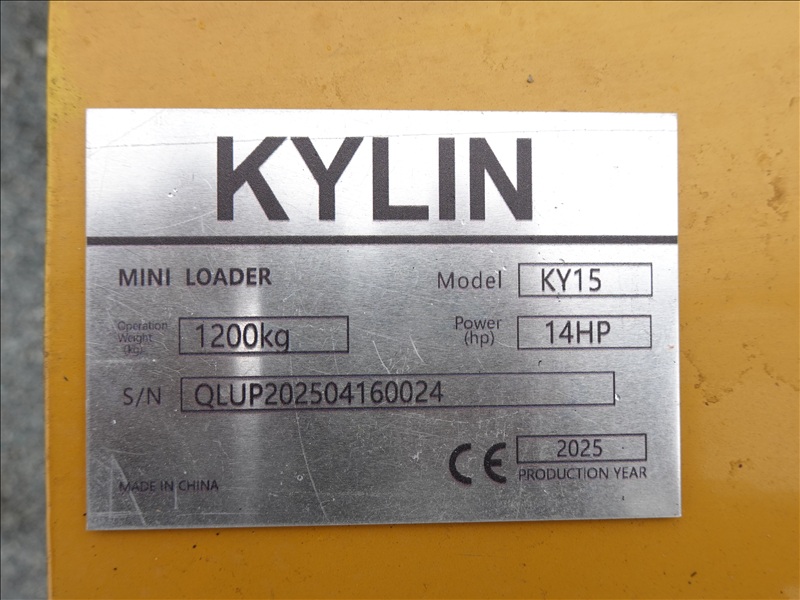 KYLIN
MINI LOADER
Model KY15
Operation Weight (kg) 1200kg
Power (hp) 14HP
S/N QLUP202504160024
CE 2025
PRODUCTION YEAR
MADE IN CHINA